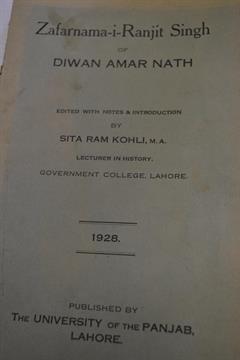 Zafarnama-i-Ranjit Singh
OF
DIWAN AMAR NATH
EDITED WITH NOTES & INTRODUCTION
BY
SITA RAM KOHLI, M. A.
LECTURER IN HISTORY,
GOVERNMENT COLLEGE, LAHORE.
1928.
PUBLISHED BY
THE UNIVERSITY OF THE PANJAB,
LAHORE.